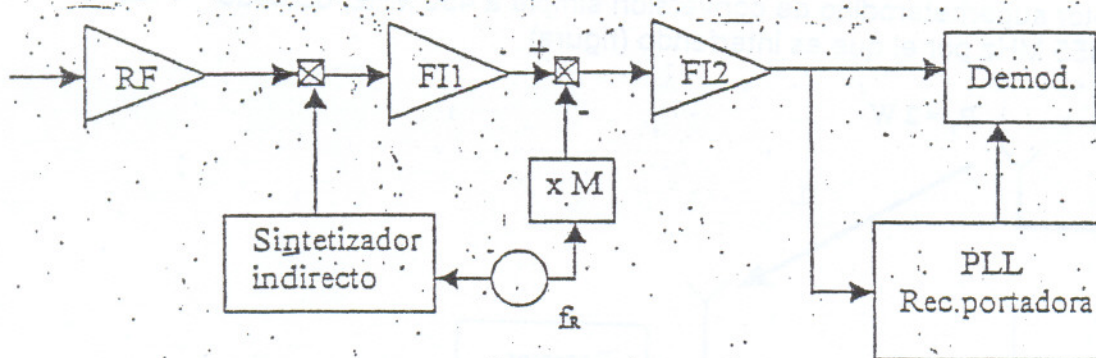 RF
FI1
+
-
FI2
Demod.
x M
Sintetizador
indirecto
fR
PLL
Rec.portadora